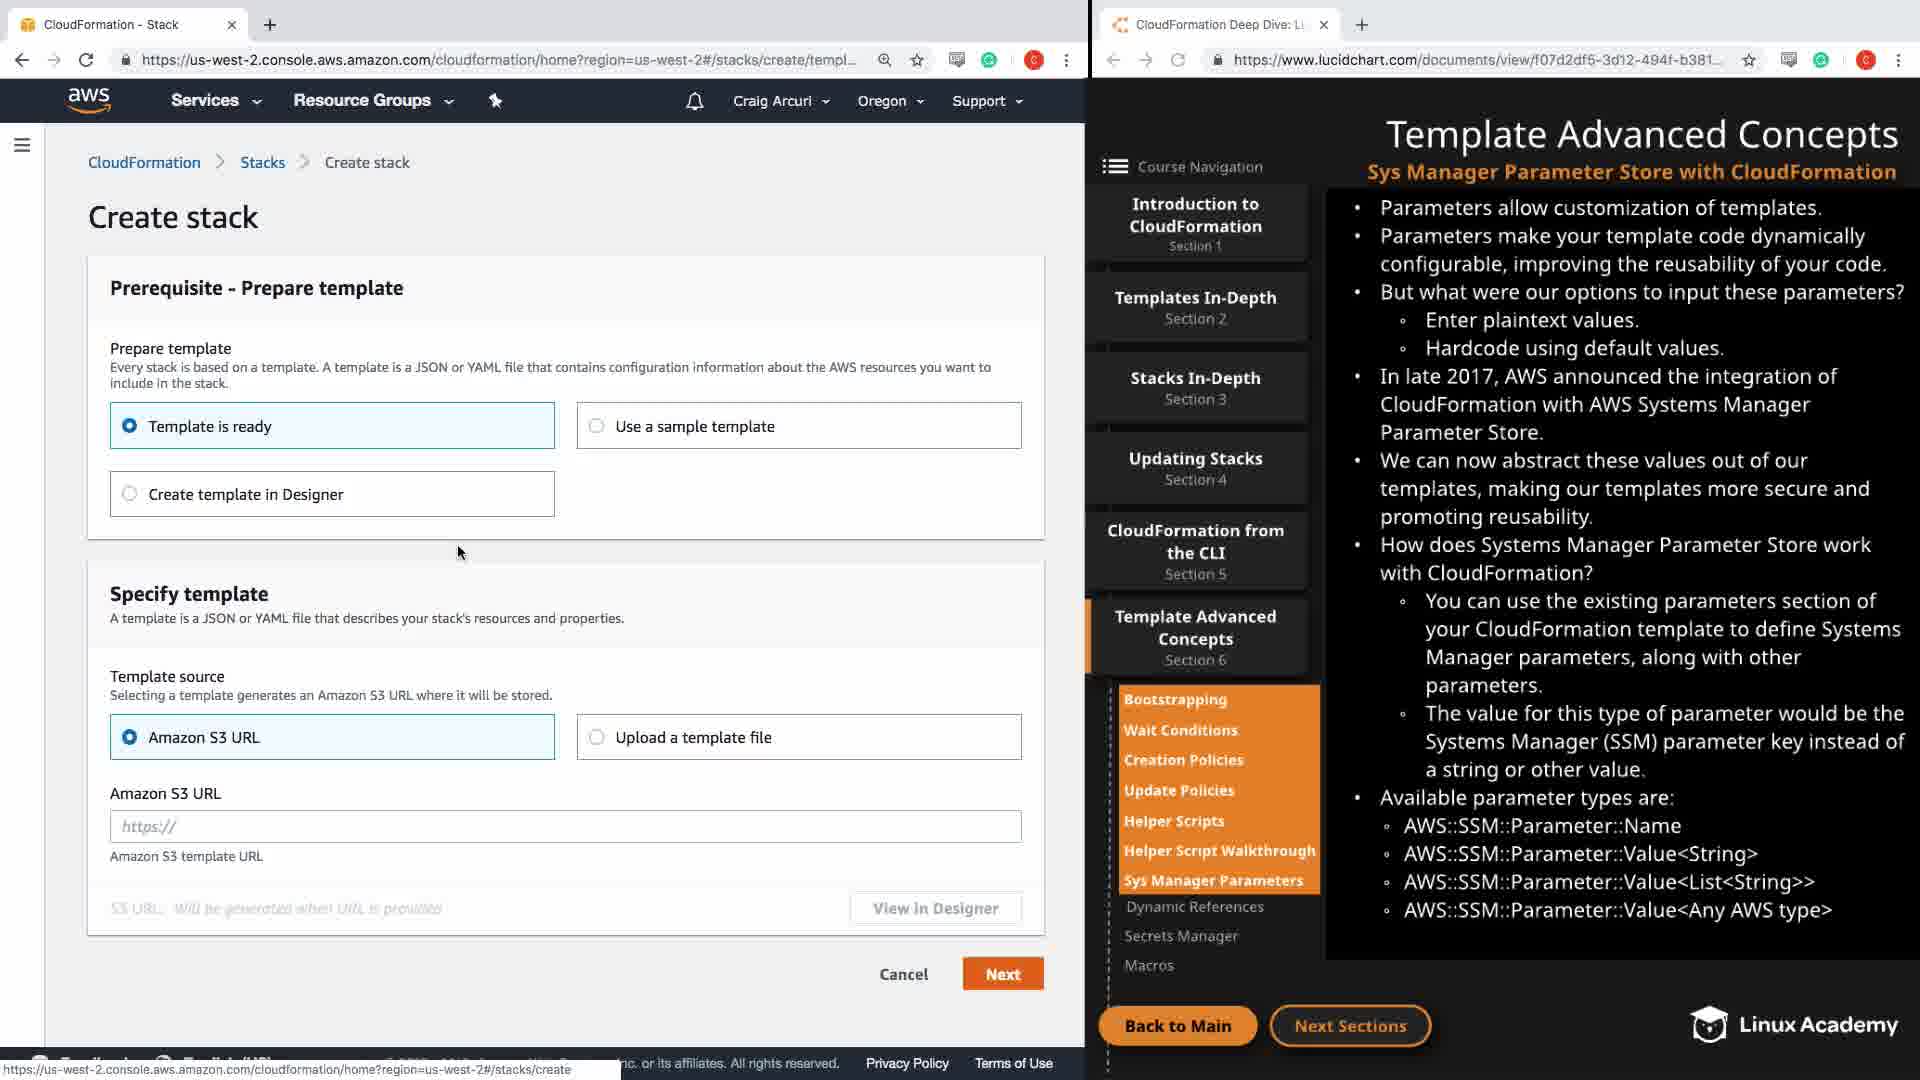 CloudFormation - Stack
https://us-west-2.console.aws.amazon.com/cloudformation/home?region=us-west-2#/stacks/create/templ...
C
aws
Services
Resource Groups
Craig Arcuri
Oregon
Support
CloudFormation
Stacks
Create stack
Create stack
Prerequisite - Prepare template
Prepare template
Every stack is based on a template. A template is a JSON or YAML file that contains configuration information about the AWS resources you want to
include in the stack.
Template is ready
Use a sample template
Create template in Designer
Specify template
A template is a JSON or YAML file that describes your stack's resources and properties.
Template source
Selecting a template generates an Amazon S3 URL where it will be stored.
Amazon S3 URL
Upload a template file
Amazon S3 URL
https://
Amazon S3 template URL
S3 URL: Will be generated when URL is provided
View in Designer
Cancel
Next
nc. or its affiliates. All rights reserved.
Privacy Policy
Terms of Use
https://us-west-2.console.aws.amazon.com/cloudformation/home?region=us-west-2#/stacks/create
CloudFormation Deep Dive: Lu
https://www.lucidchart.com/documents/view/f07d2df5-3d12-494f-b381...
C
Template Advanced Concepts
Sys Manager Parameter Store with CloudFormation
Course Navigation
Introduction to
CloudFormation
Section 1
Templates In-Depth
Section 2
Stacks In-Depth
Section 3
Updating Stacks
Section 4
CloudFormation from
the CLI
Section 5
Template Advanced
Concepts
Section 6
Bootstrapping
Wait Conditions
Creation Policies
Update Policies
Helper Scripts
Helper Script Walkthrough
Sys Manager Parameters
Dynamic References
Secrets Manager
Macros
• Parameters allow customization of templates.
• Parameters make your template code dynamically
configurable, improving the reusability of your code.
• But what were our options to input these parameters?
◦ Enter plaintext values.
◦ Hardcode using default values.
• In late 2017, AWS announced the integration of
CloudFormation with AWS Systems Manager
Parameter Store.
• We can now abstract these values out of our
templates, making our templates more secure and
promoting reusability.
• How does Systems Manager Parameter Store work
with CloudFormation?
◦ You can use the existing parameters section of
your CloudFormation template to define Systems
Manager parameters, along with other
parameters.
◦ The value for this type of parameter would be the
Systems Manager (SSM) parameter key instead of
a string or other value.
• Available parameter types are:
◦ AWS::SSM::Parameter::Name
◦ AWS::SSM::Parameter::Value<String>
◦ AWS::SSM::Parameter::Value<List<String>>
◦ AWS::SSM::Parameter::Value<Any AWS type>
Back to Main
Next Sections
Linux Academy